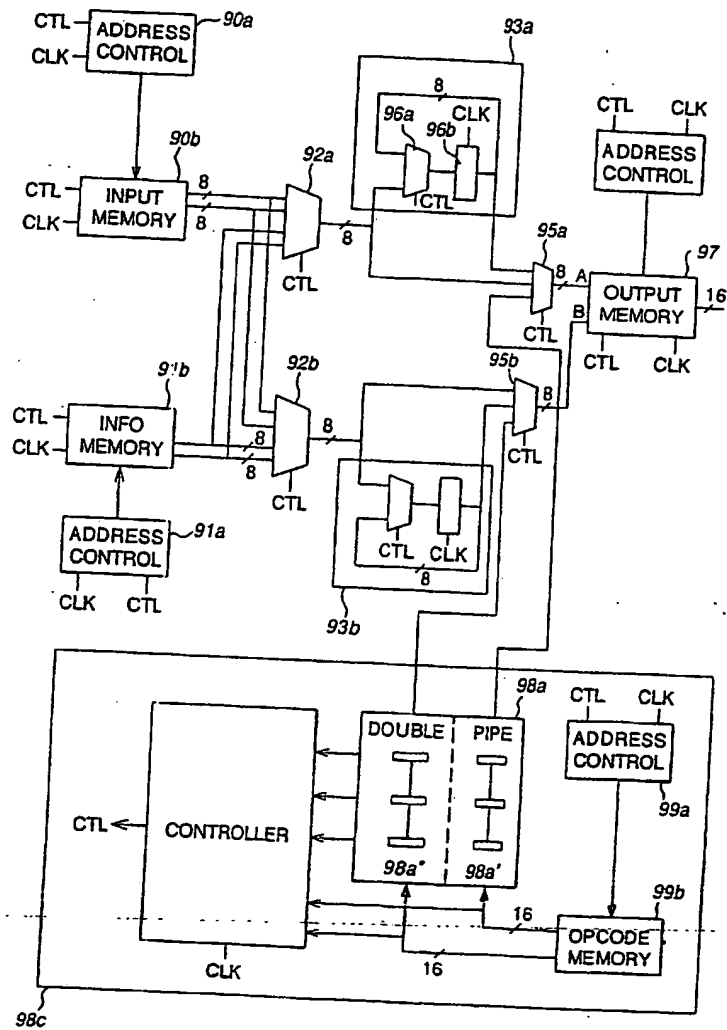 CTL
CLK
ADDRESS
CONTROL
90a
90b
CTL
CLK
INPUT
MEMORY
8
8
92a
CTL
8
93a
8
96a
96b
CLK
CTL
CTL
CLK
ADDRESS
CONTROL
95a
8
A
B
CTL
97
OUTPUT
MEMORY
16
CTL
CLK
91b
CTL
CLK
INFO
MEMORY
8
8
92b
CTL
8
95b
8
CTL
ADDRESS
CONTROL
91a
CLK
CTL
CTL
CLK
8
93b
98a
DOUBLE
PIPE
98a"
98a'
CTL
CONTROLLER
CLK
CTL
CLK
ADDRESS
CONTROL
99a
99b
OPCODE
MEMORY
16
16
98c